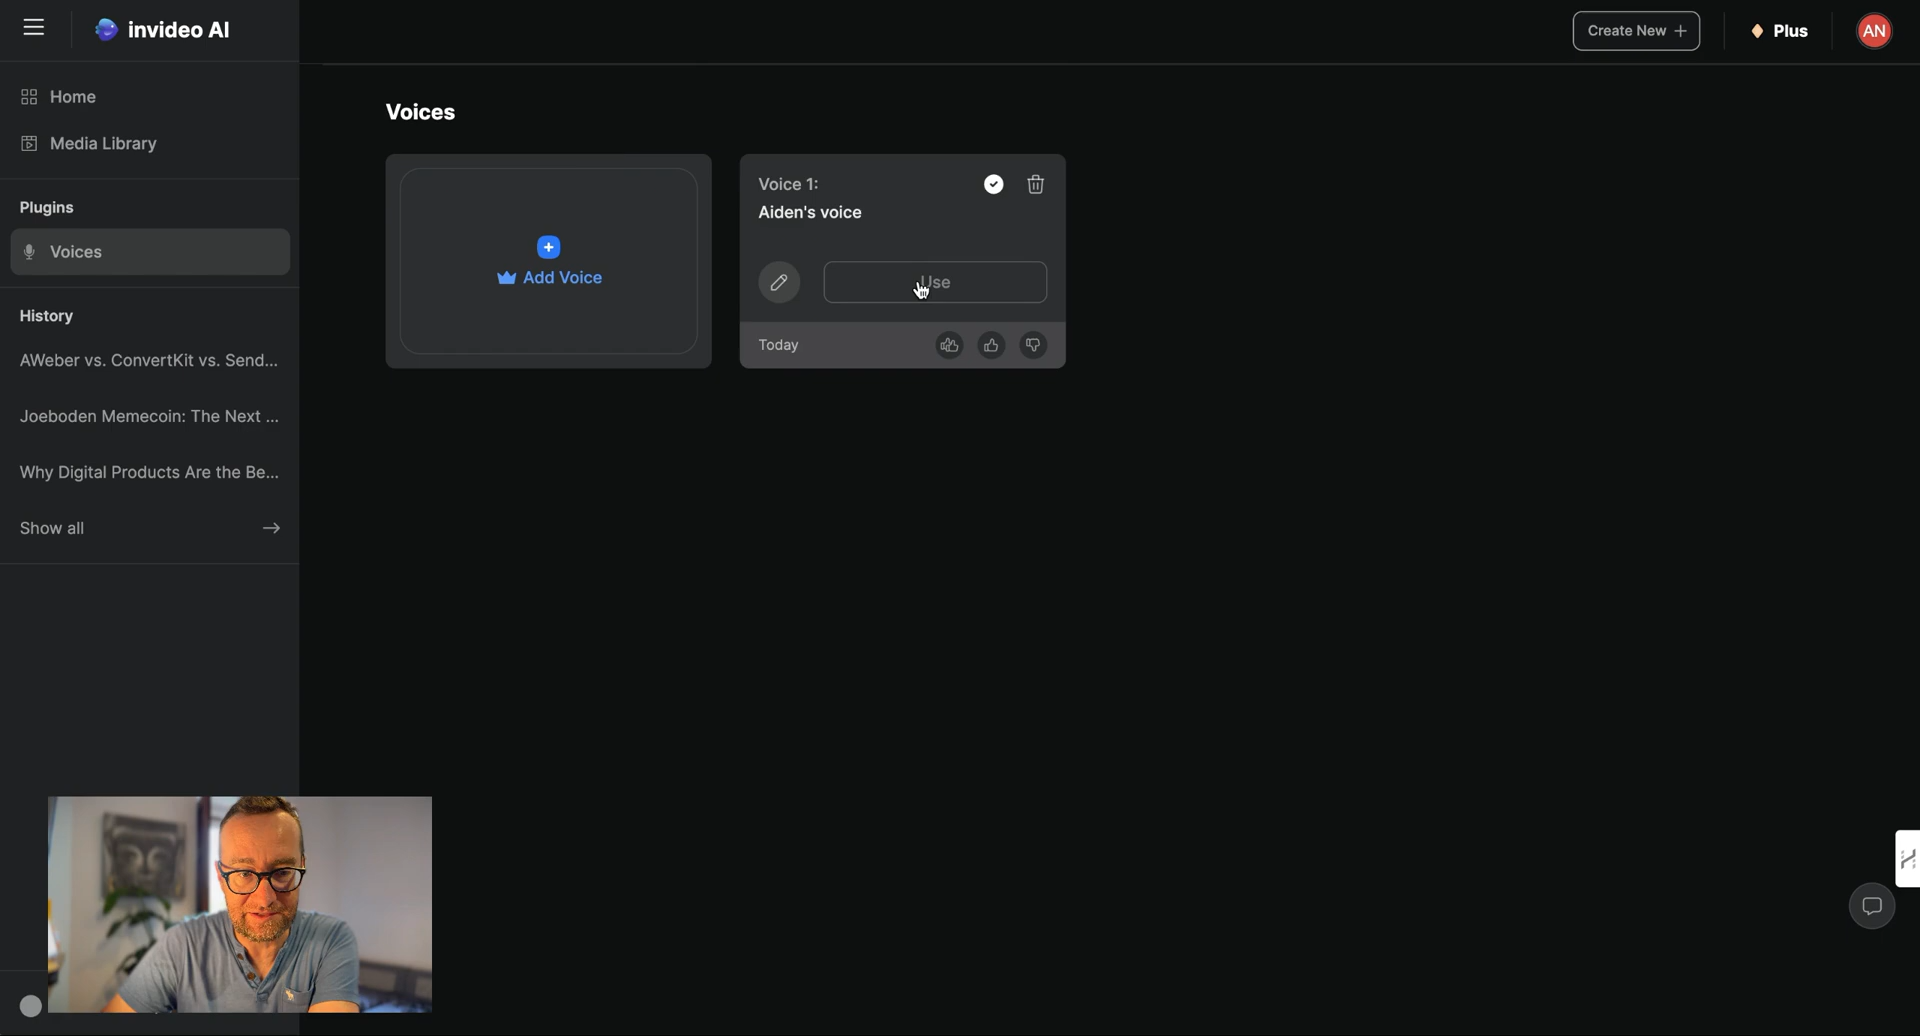 invideo AI
Create New +
Plus
AN
Home
Media Library
Plugins
Voices
History
AWeber vs. ConvertKit vs. Send...
Joeboden Memecoin: The Next ...
Why Digital Products Are the Be...
Show all
Voices
Add Voice
Voice 1:
Aiden's voice
Use
Today